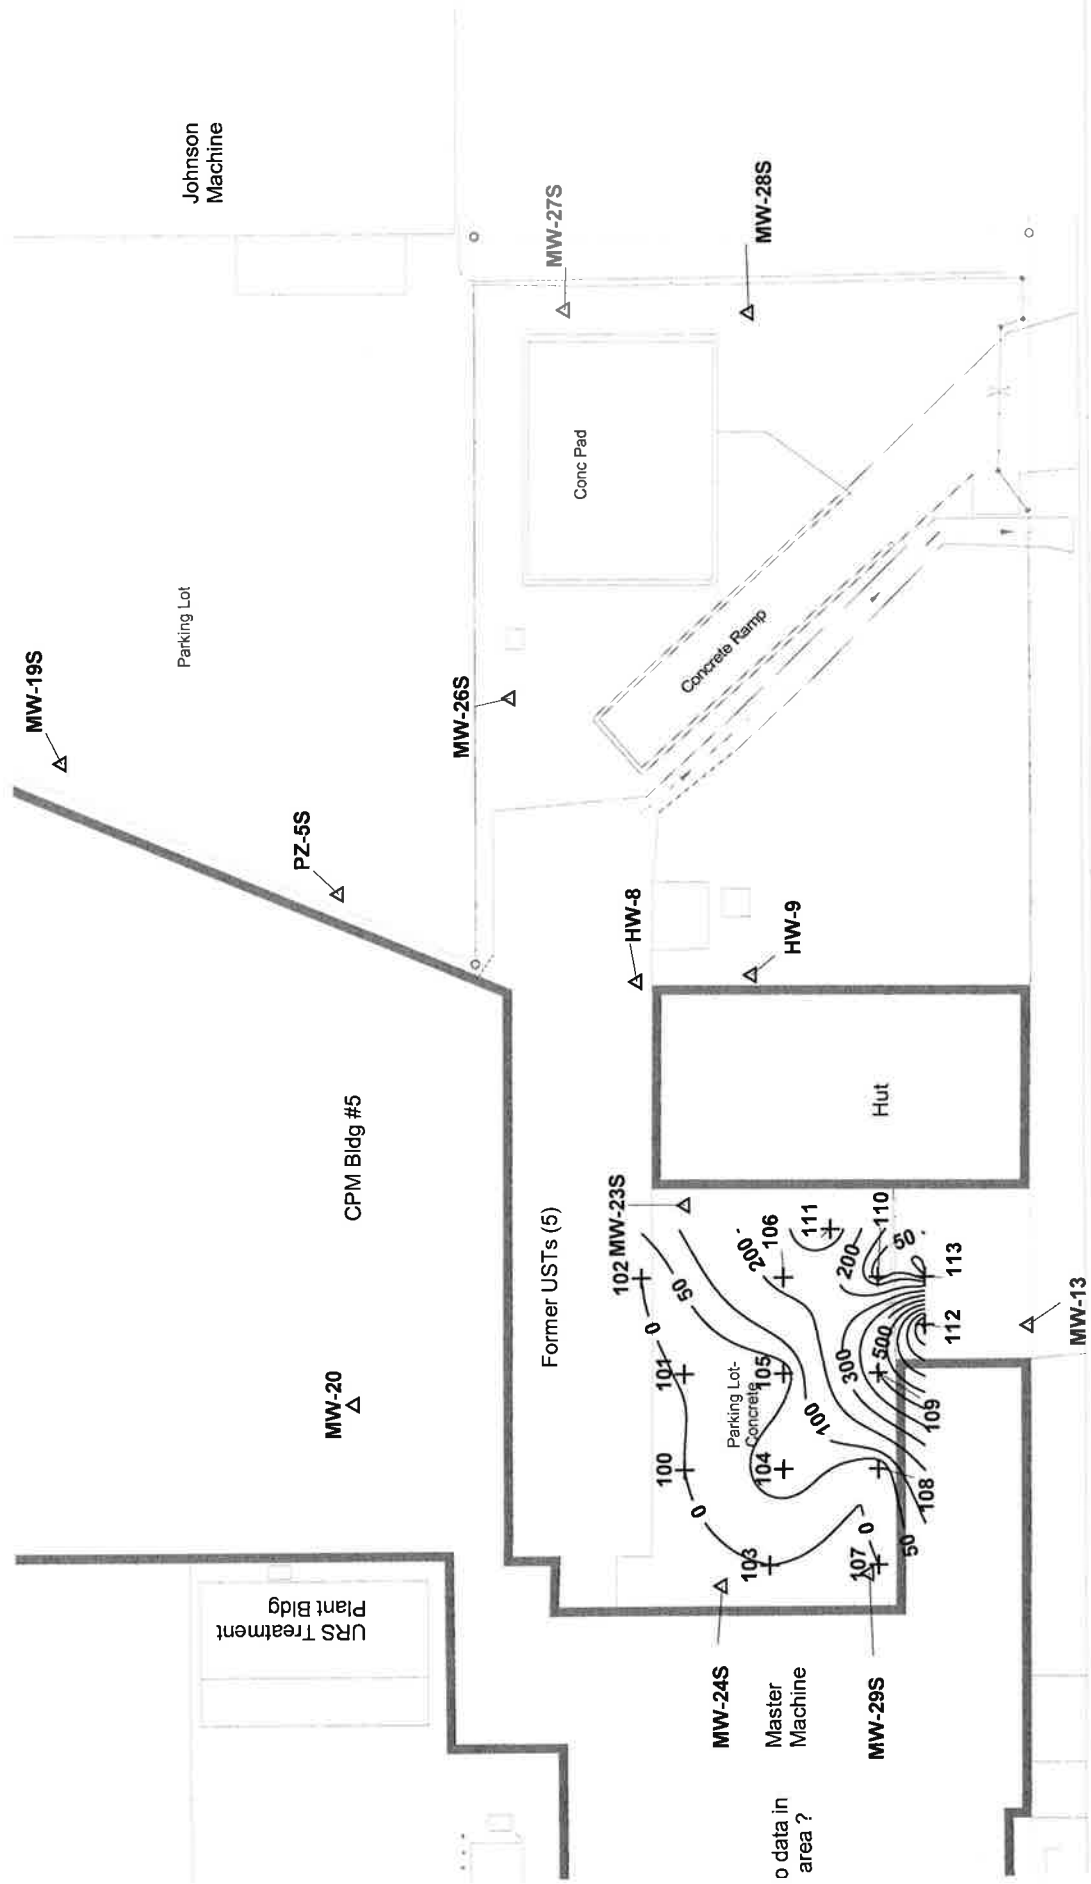 Johnson
Machine
MW-27S
MW-28S
Conc Pad
Parking Lot
MW-19S
MW-26S
Concrete Ramp
PZ-5S
HW-8
HW-9
CPM Bldg #5
Hut
Former USTs (5)
102
MW-23S
106
111
110
200
200
50
50
113
112
MW-13
0
101
105
300
500
MW-20
Parking Lot-
Concrete
100
109
100
104
108
0
103
107
0
50
URS Treatment
Plant Bldg
MW-24S
Master
Machine
MW-29S
o data in
area ?